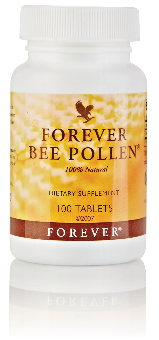 FOREVER
BEE POLLEN®
100% Natural
DIETARY SUPPLEMENT
100 TABLETS
FOREVER®